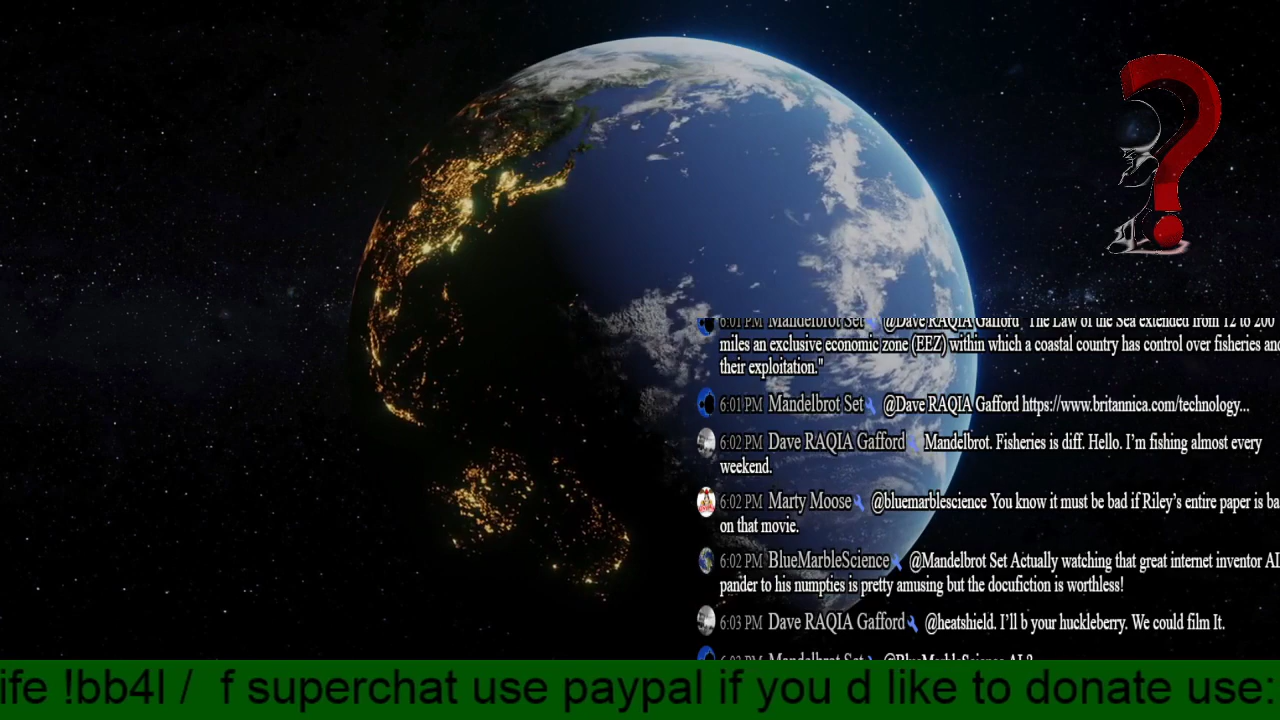 6:01 PM Mandelbrot Set @Dave RAQIA Gafford "The Law of the Sea extended from 12 to 200
miles an exclusive economic zone (EEZ) within which a coastal country has control over fisheries and
their exploitation."
6:01 PM Mandelbrot Set @Dave RAQIA Gafford https://www.britannica.com/technology...
6:02 PM Dave RAQIA Gafford Mandelbrot. Fisheries is diff. Hello. I’m fishing almost every
weekend.
6:02 PM Marty Moose @bluemarblescience You know it must be bad if Riley’s entire paper is ba
on that movie.
6:02 PM BlueMarbleScience @Mandelbrot Set Actually watching that great internet inventor AL
pander to his numpties is pretty amusing but the docufiction is worthless!
6:03 PM Dave RAQIA Gafford @heatshield. I’ll b your huckleberry. We could film It.
Mandelbrot Set @BlueMarbleScience AL?
ife !bb4l / f superchat use paypal if you d like to donate use: